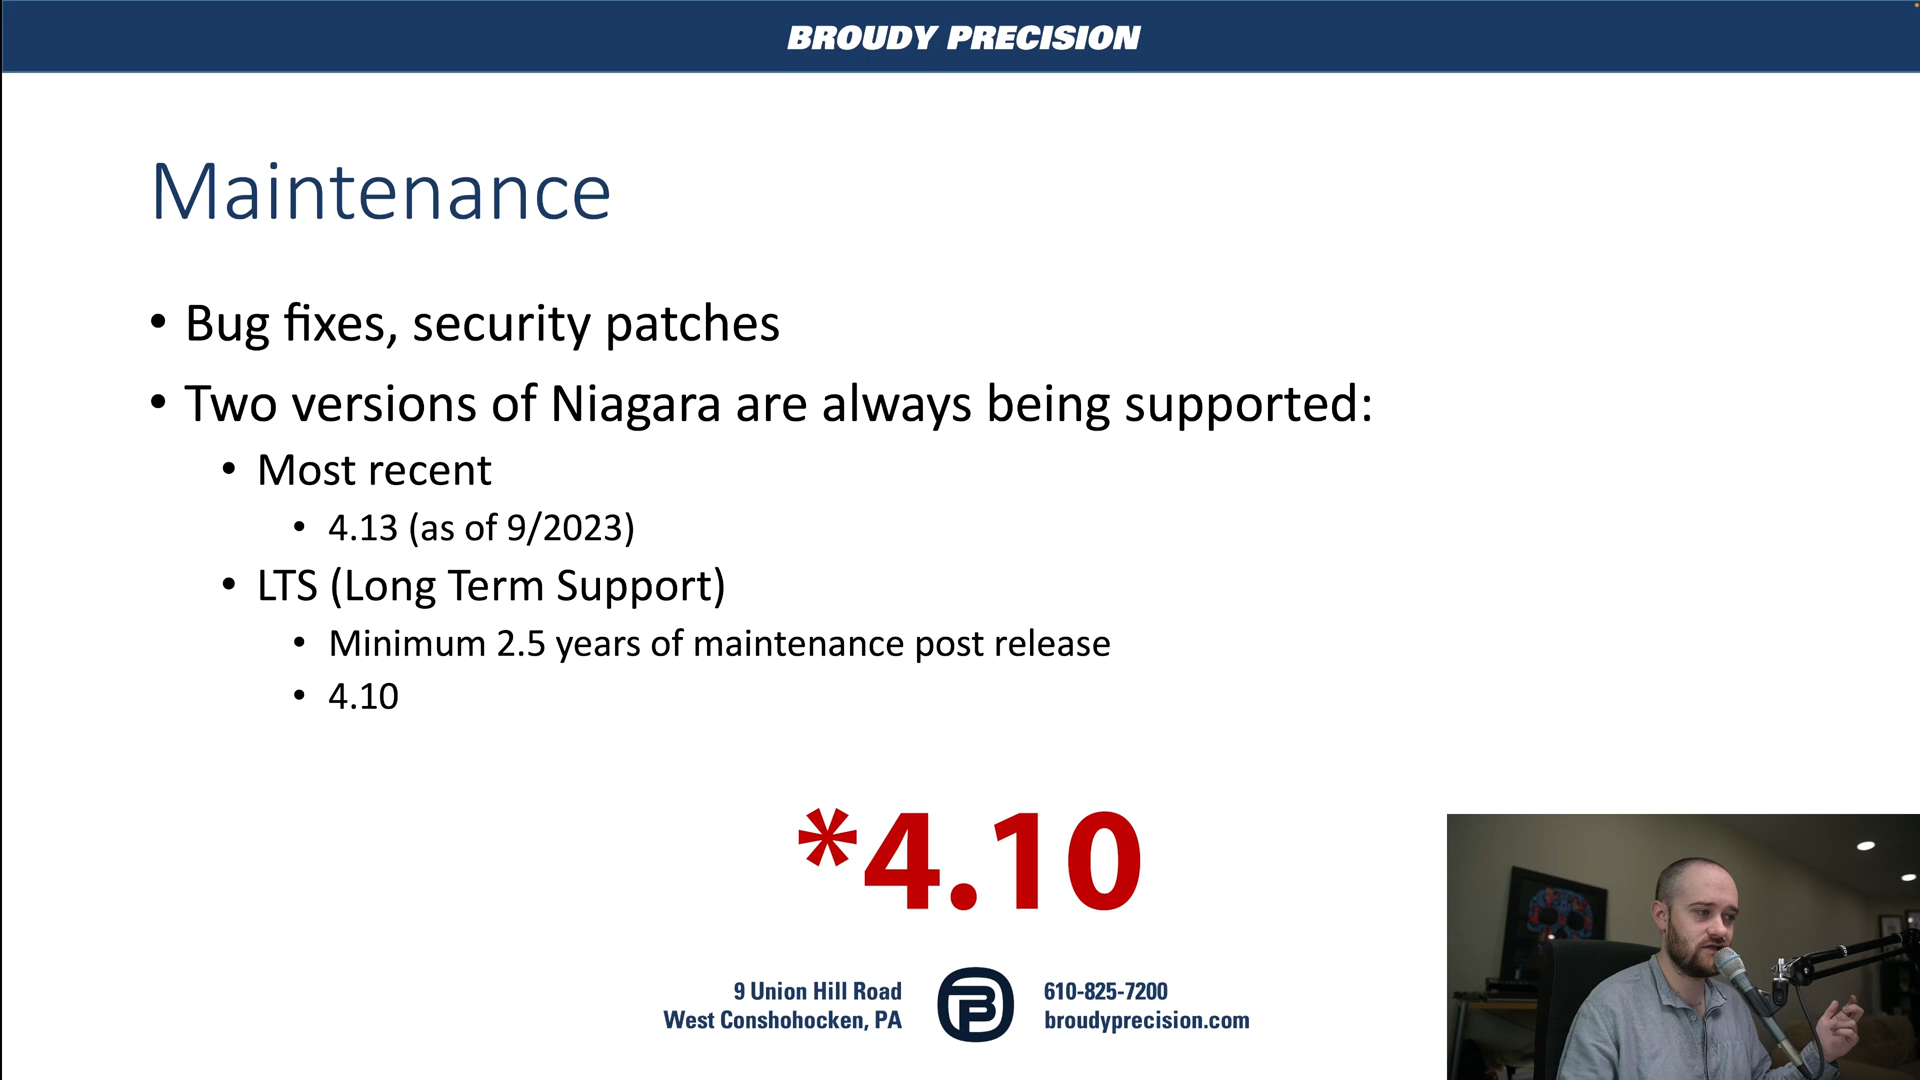 BROUDY PRECISION
Maintenance
• Bug fixes, security patches
• Two versions of Niagara are always being supported:
• Most recent
• 4.13 (as of 9/2023)
• LTS (Long Term Support)
• Minimum 2.5 years of maintenance post release
• 4.10
*4.10
9 Union Hill Road
West Conshohocken, PA
610-825-7200
broudyprecision.com